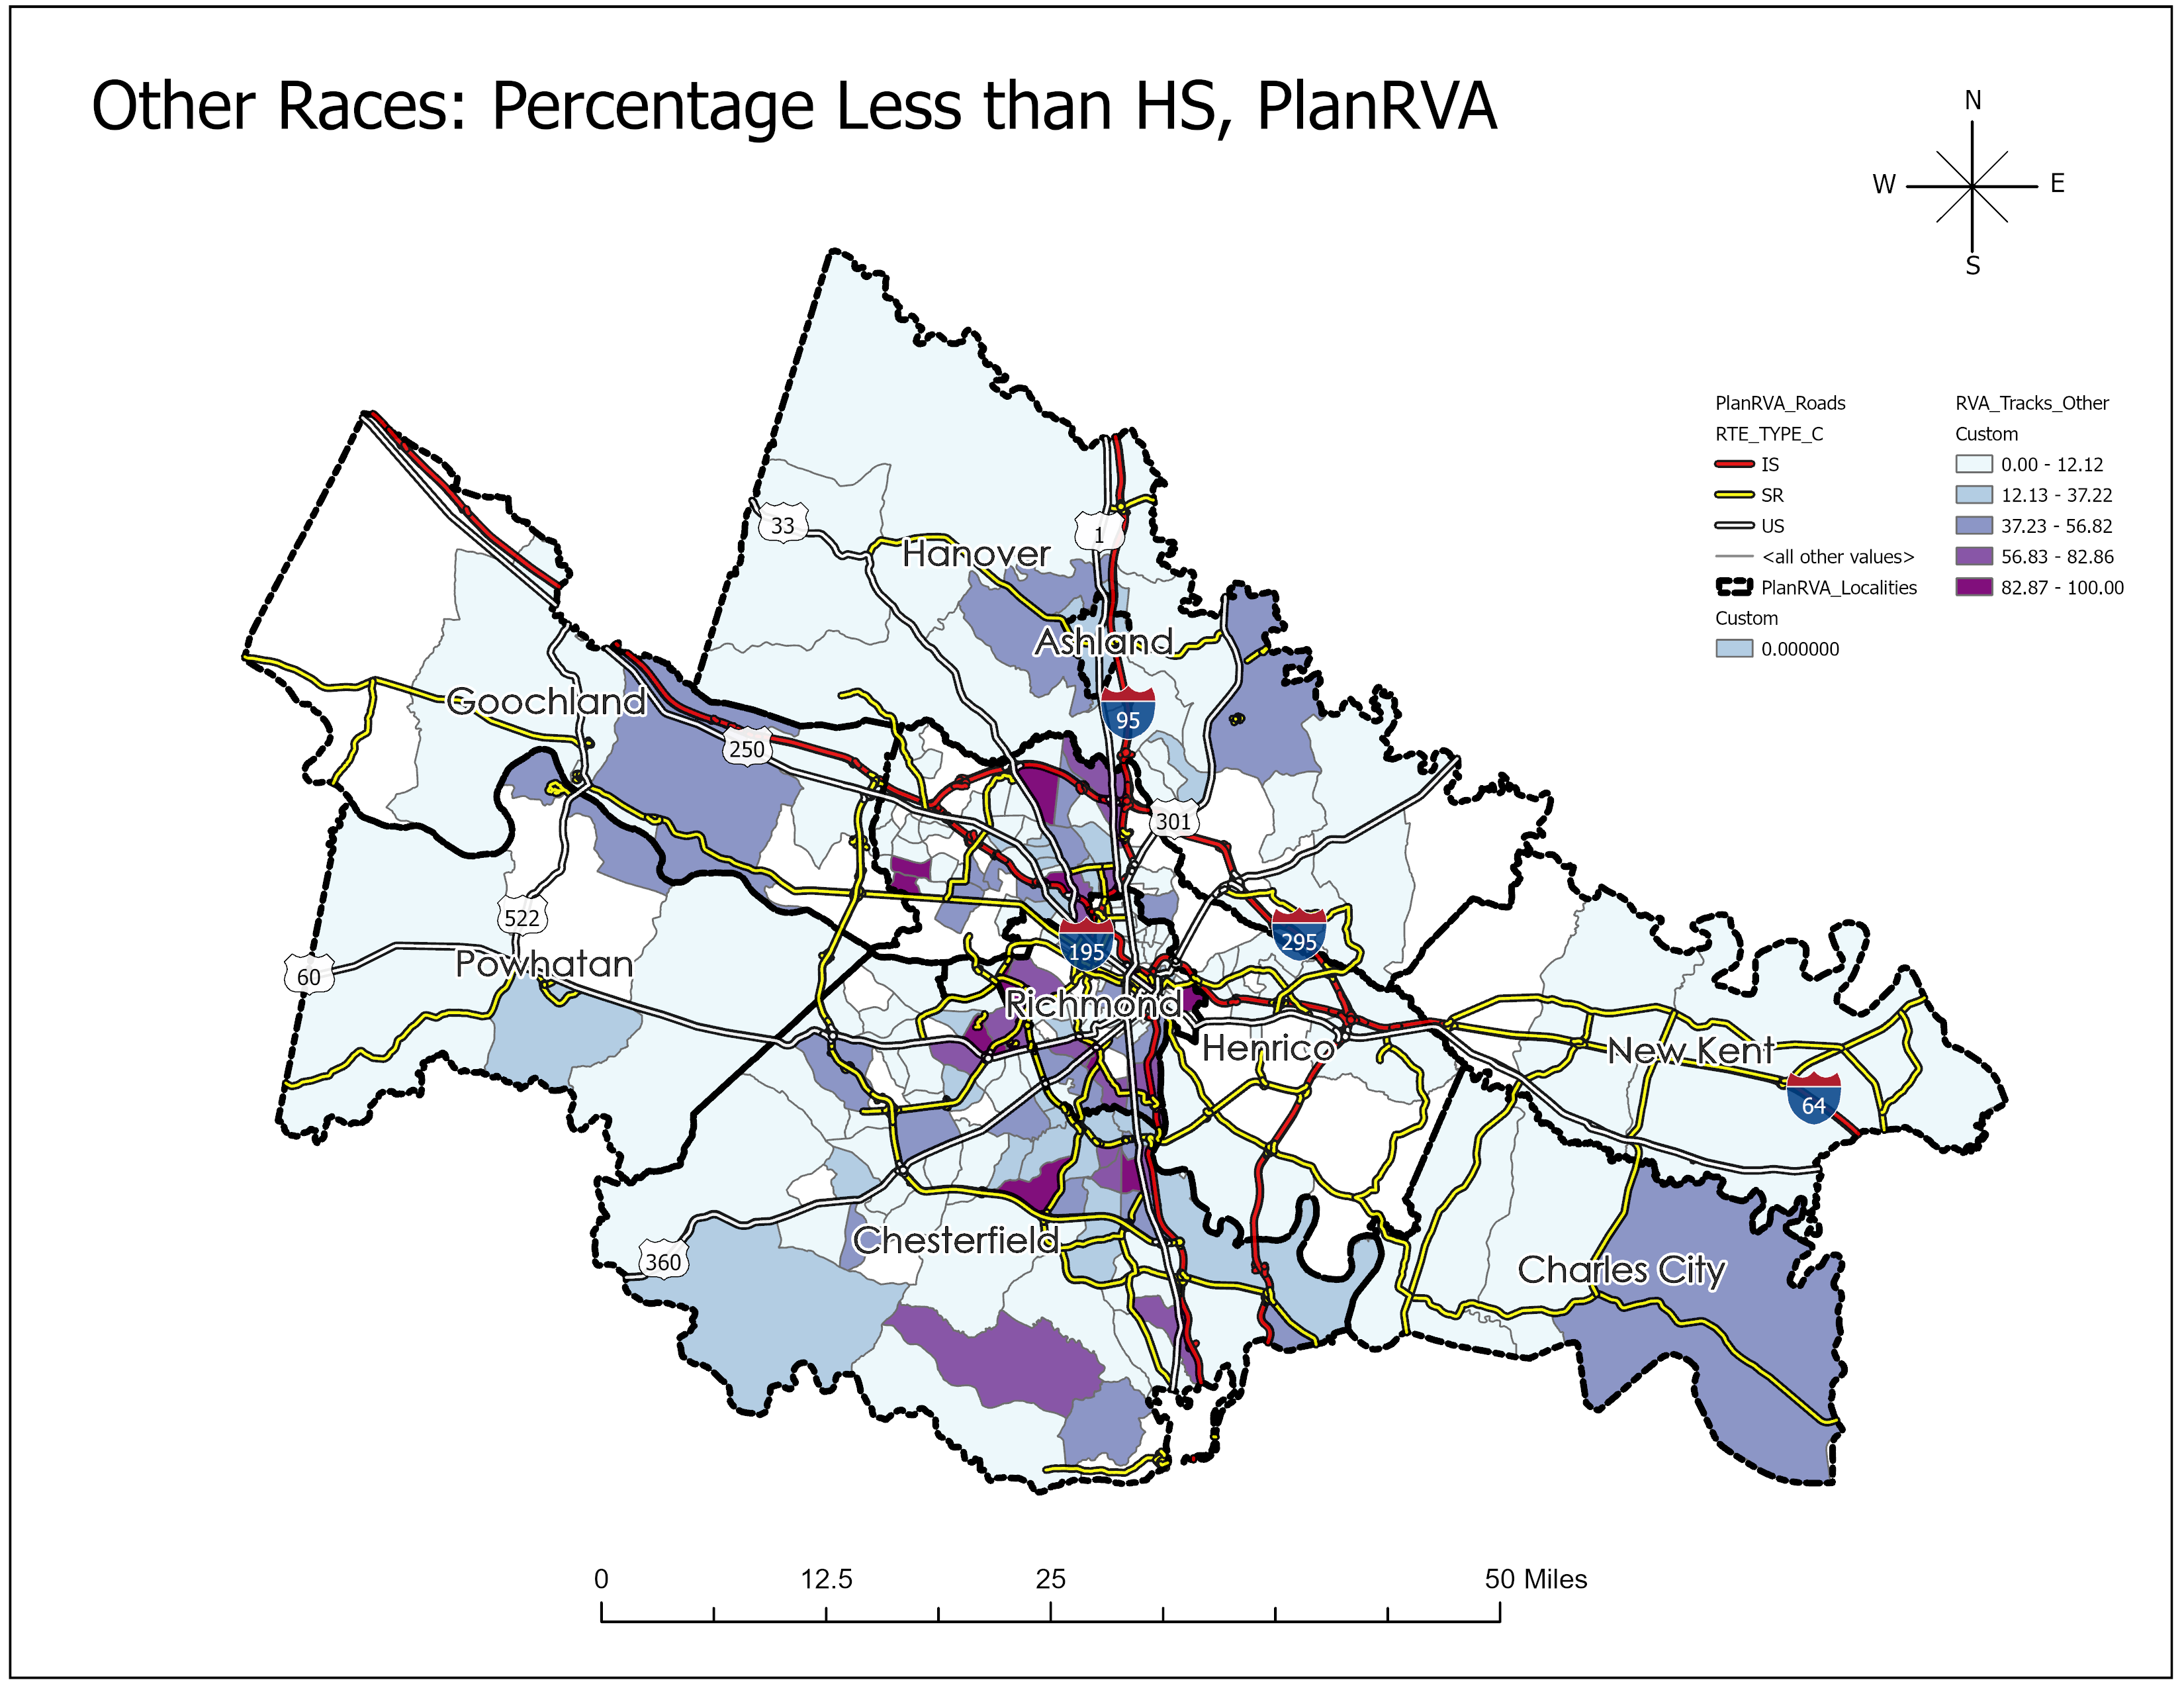 Other Races: Percentage Less than HS, PlanRVA
N
W
E
S
PlanRVA_Roads
RTE_TYPE_C
IS
SR
US
<all other values>
PlanRVA_Localities
Custom
0.000000
RVA_Tracks_Other
Custom
0.00 - 12.12
12.13 - 37.22
37.23 - 56.82
56.83 - 82.86
82.87 - 100.00
33
1
Hanover
Ashland
Goochland
95
250
301
522
195
295
60
Powhatan
Richmond
Henrico
New Kent
64
Chesterfield
360
Charles City
0
12.5
25
50 Miles